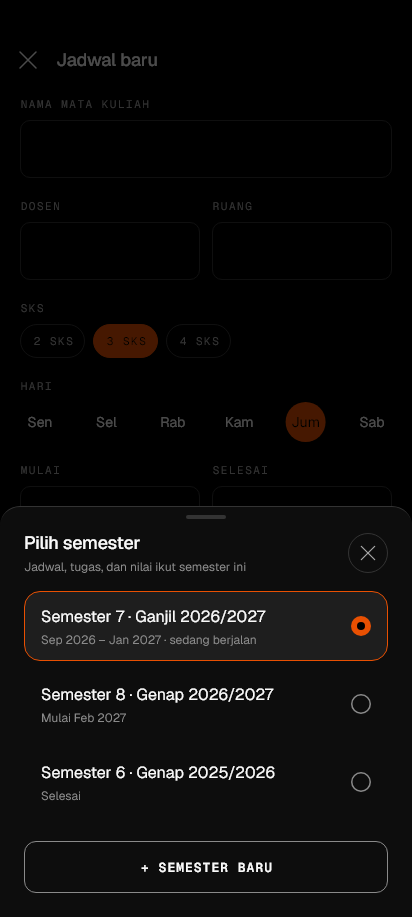 Jadwal baru
NAMA MATA KULIAH
DOSEN
RUANG
SKS
2 SKS
3 SKS
4 SKS
HARI
Sen
Sel
Rab
Kam
Jum
Sab
MULAI
SELESAI
Pilih semester
Jadwal, tugas, dan nilai ikut semester ini
Semester 7 · Ganjil 2026/2027
Sep 2026 – Jan 2027 · sedang berjalan
Semester 8 · Genap 2026/2027
Mulai Feb 2027
Semester 6 · Genap 2025/2026
Selesai
+ SEMESTER BARU